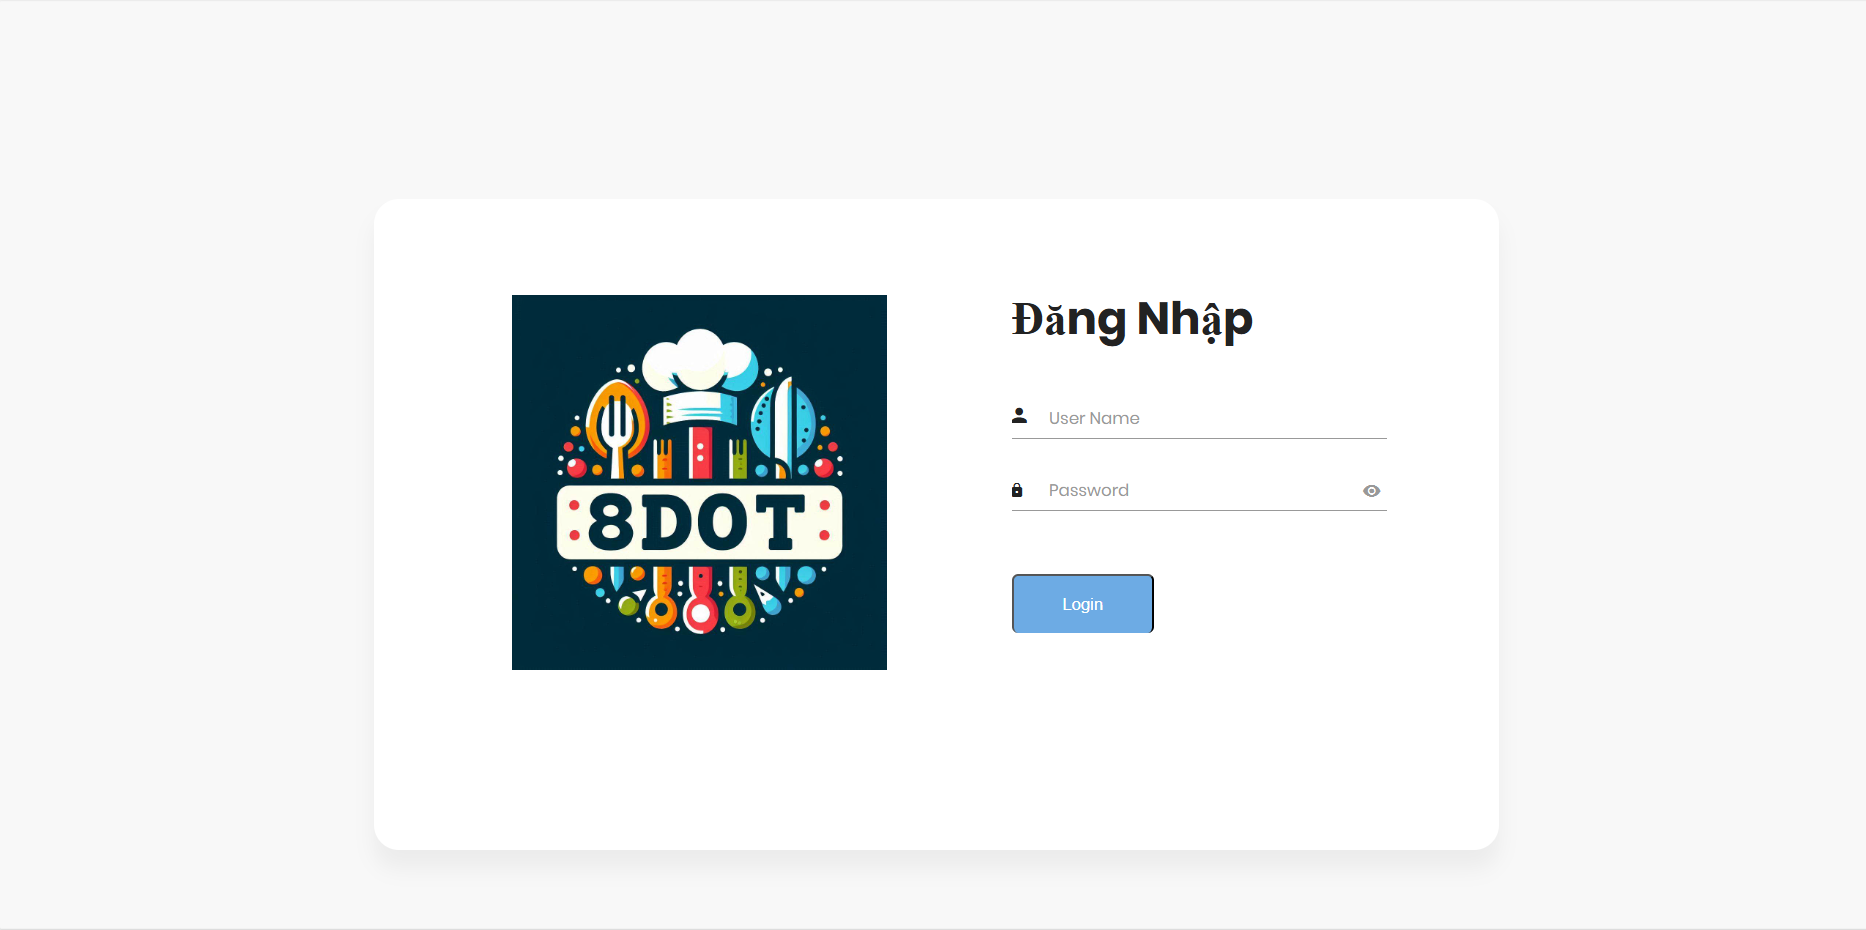 8DOT
Đăng Nhập
User Name
Password
Login